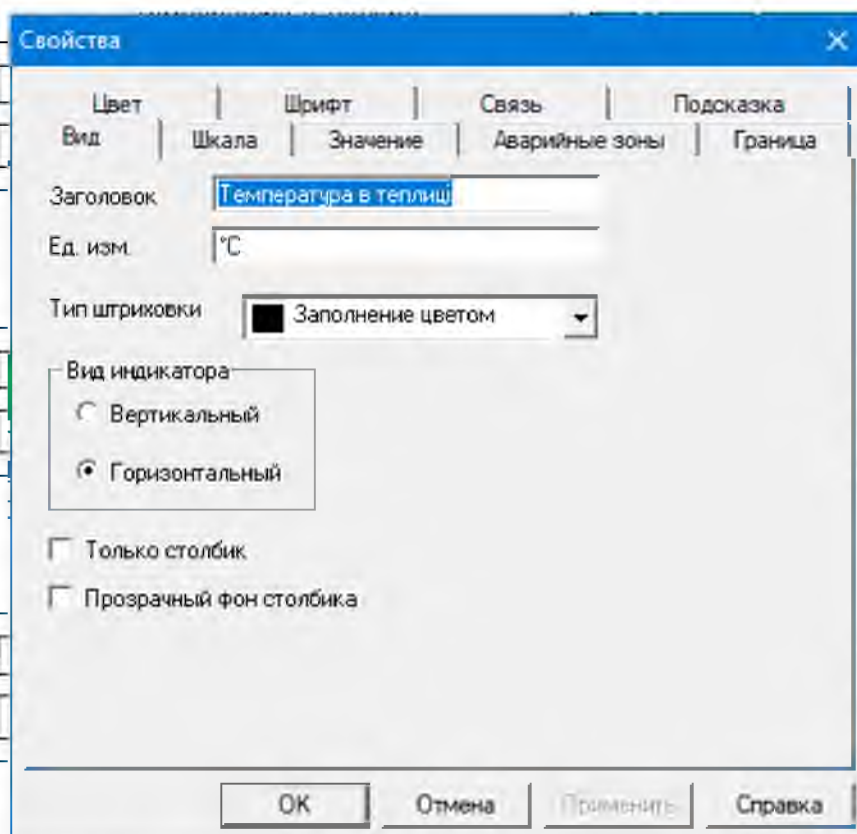 Свойства
Цвет Шрифт Связь Подсказка
Вид Шкала Значение Аварийные зоны Граница
Заголовок Температура в теплиці
Ед. изм. °C
Тип штриховки Заполнение цветом
Вид индикатора
Вертикальный
Горизонтальный
Только столбик
Прозрачный фон столбика
OK Отмена Применить Справка